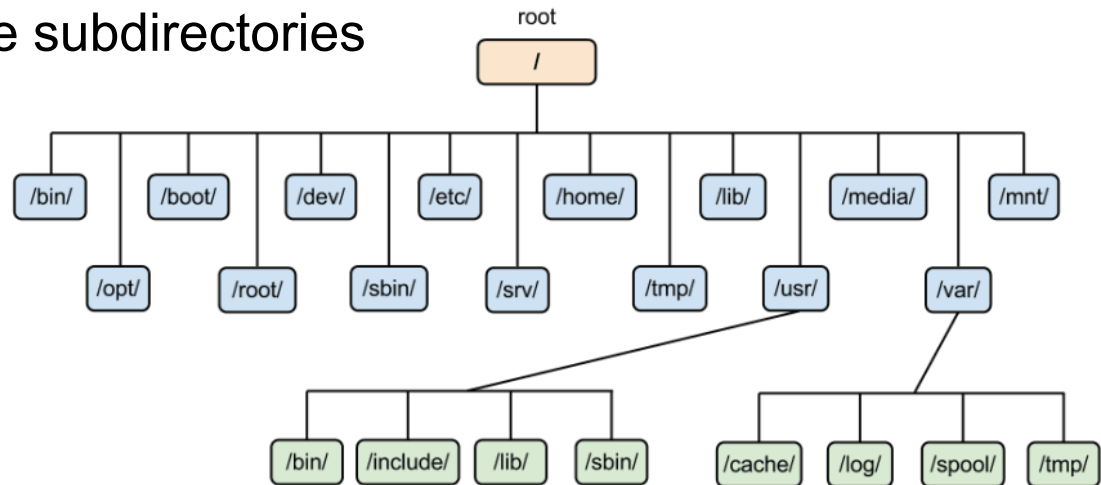 e subdirectories
root
/
/bin/ /boot/ /dev/ /etc/ /home/ /lib/ /media/ /mnt/
/opt/ /root/ /sbin/ /srv/ /tmp/ /usr/ /var/
/bin/ /include/ /lib/ /sbin/ /cache/ /log/ /spool/ /tmp/